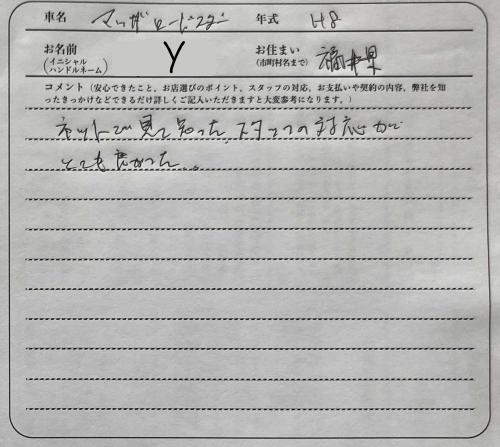 車名 マツダ ロードスター 年式 H8
お名前 (イニシャル ハンドルネーム) Y お住まい (市町村名まで) 福井県
コメント(安心できたこと、お店選びのポイント、スタッフの対応、お支払いや契約の内容、弊社を知
ったきっかけなどできるだけ詳しくご記入いただきますと大変参考になります。)
ネットで見て知った、スタッフの対応が
とても良かった。